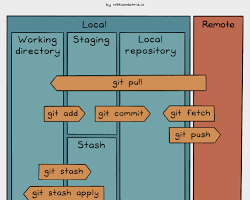 by nikkiandchris.io
Local
Remote
Working directory
Staging
Local repository
git pull
git add
git commit
git fetch
git push
Stash
git stash
git stash apply